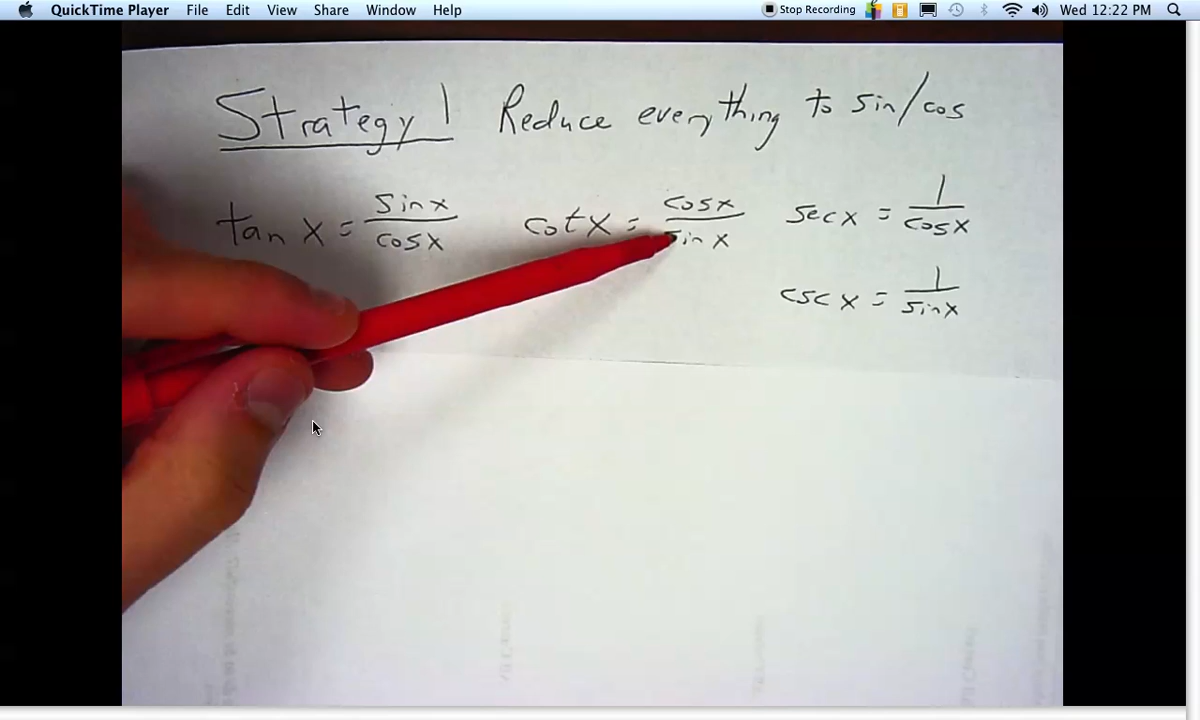 QuickTime Player File Edit View Share Window Help Stop Recording Wed 12:22 PM
Strategy 1 Reduce everything to sin/cos
tan x = sin x / cos x cot x = cos x / sin x sec x = 1 / cos x
csc x = 1 / sin x